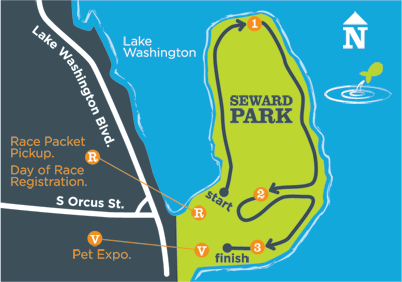 Lake
Washington
N
1
SEWARD
PARK
Lake Washington Blvd.
Race Packet
Pickup.
R
Day of Race
Registration.
S Orcus St.
start
2
R
V
Pet Expo.
V
finish
3